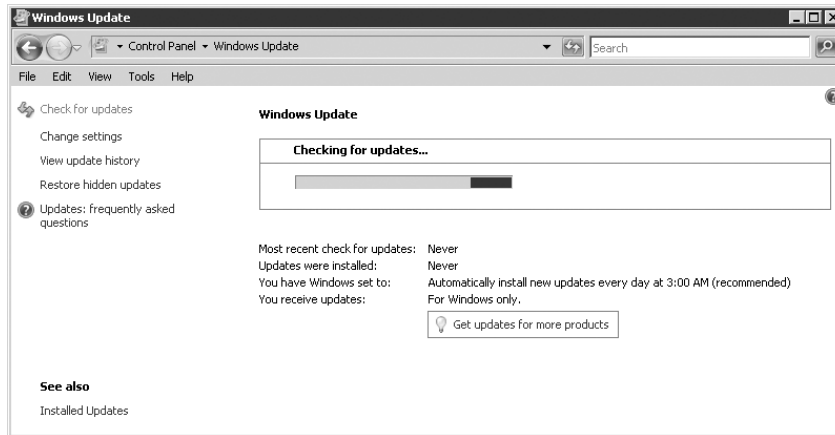 Windows Update
Control Panel Windows Update
Search
File Edit View Tools Help
Check for updates
Change settings
View update history
Restore hidden updates
Updates: frequently asked
questions
Windows Update
Checking for updates...
Most recent check for updates: Never
Updates were installed: Never
You have Windows set to: Automatically install new updates every day at 3:00 AM (recommended)
You receive updates: For Windows only.
Get updates for more products
See also
Installed Updates